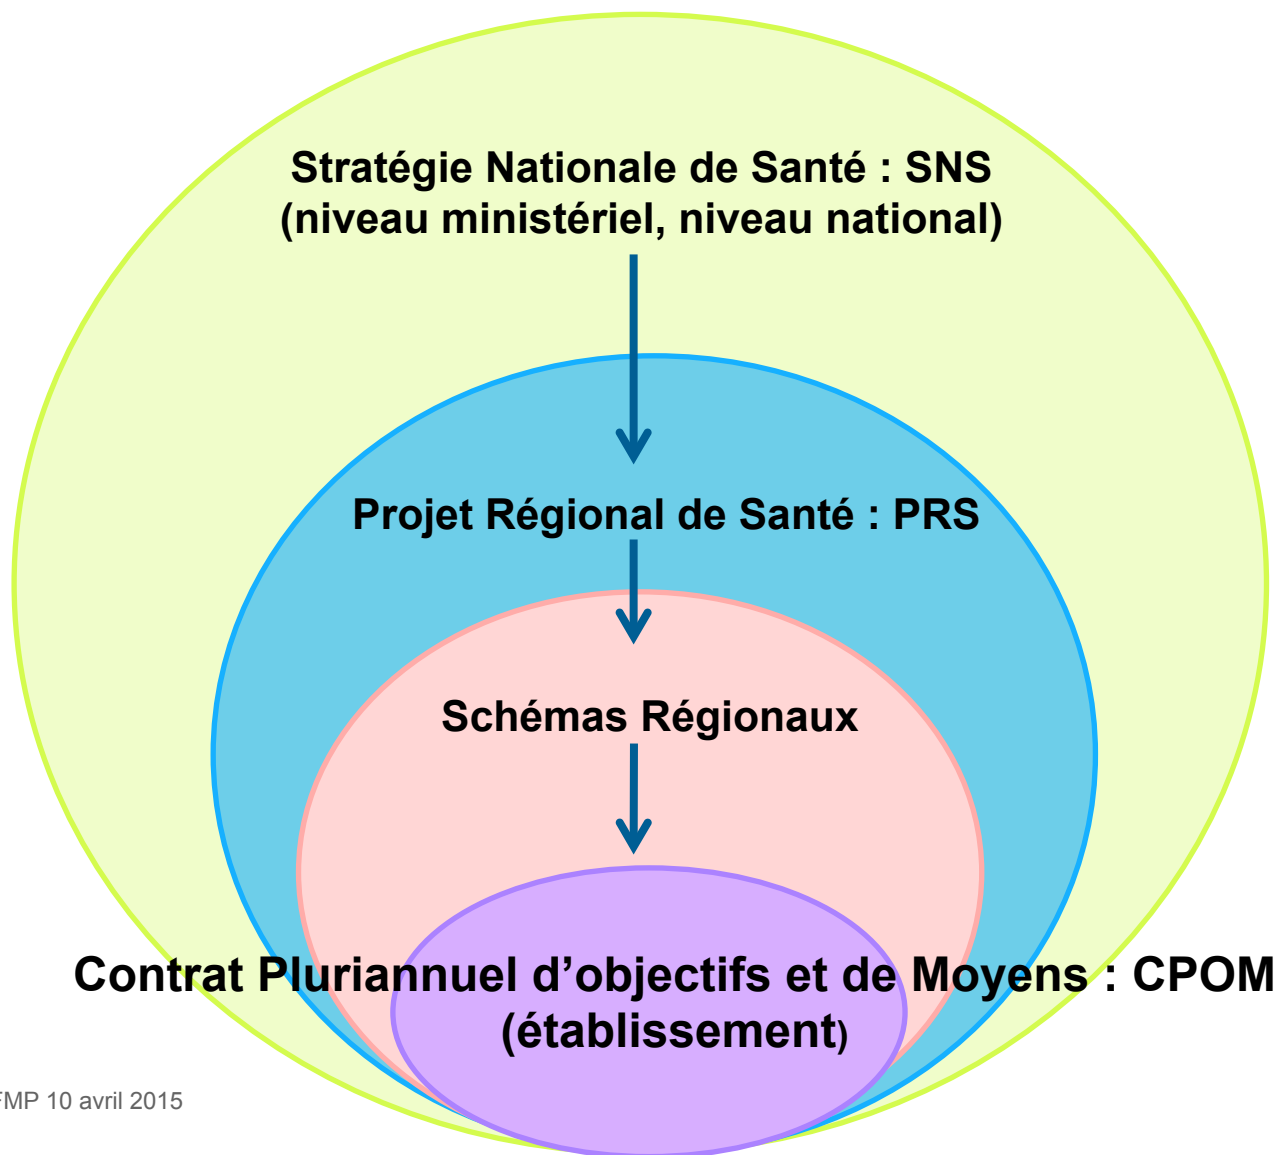 Stratégie Nationale de Santé : SNS
(niveau ministériel, niveau national)
Projet Régional de Santé : PRS
Schémas Régionaux
Contrat Pluriannuel d’objectifs et de Moyens : CPOM
(établissement)
10 avril 2015